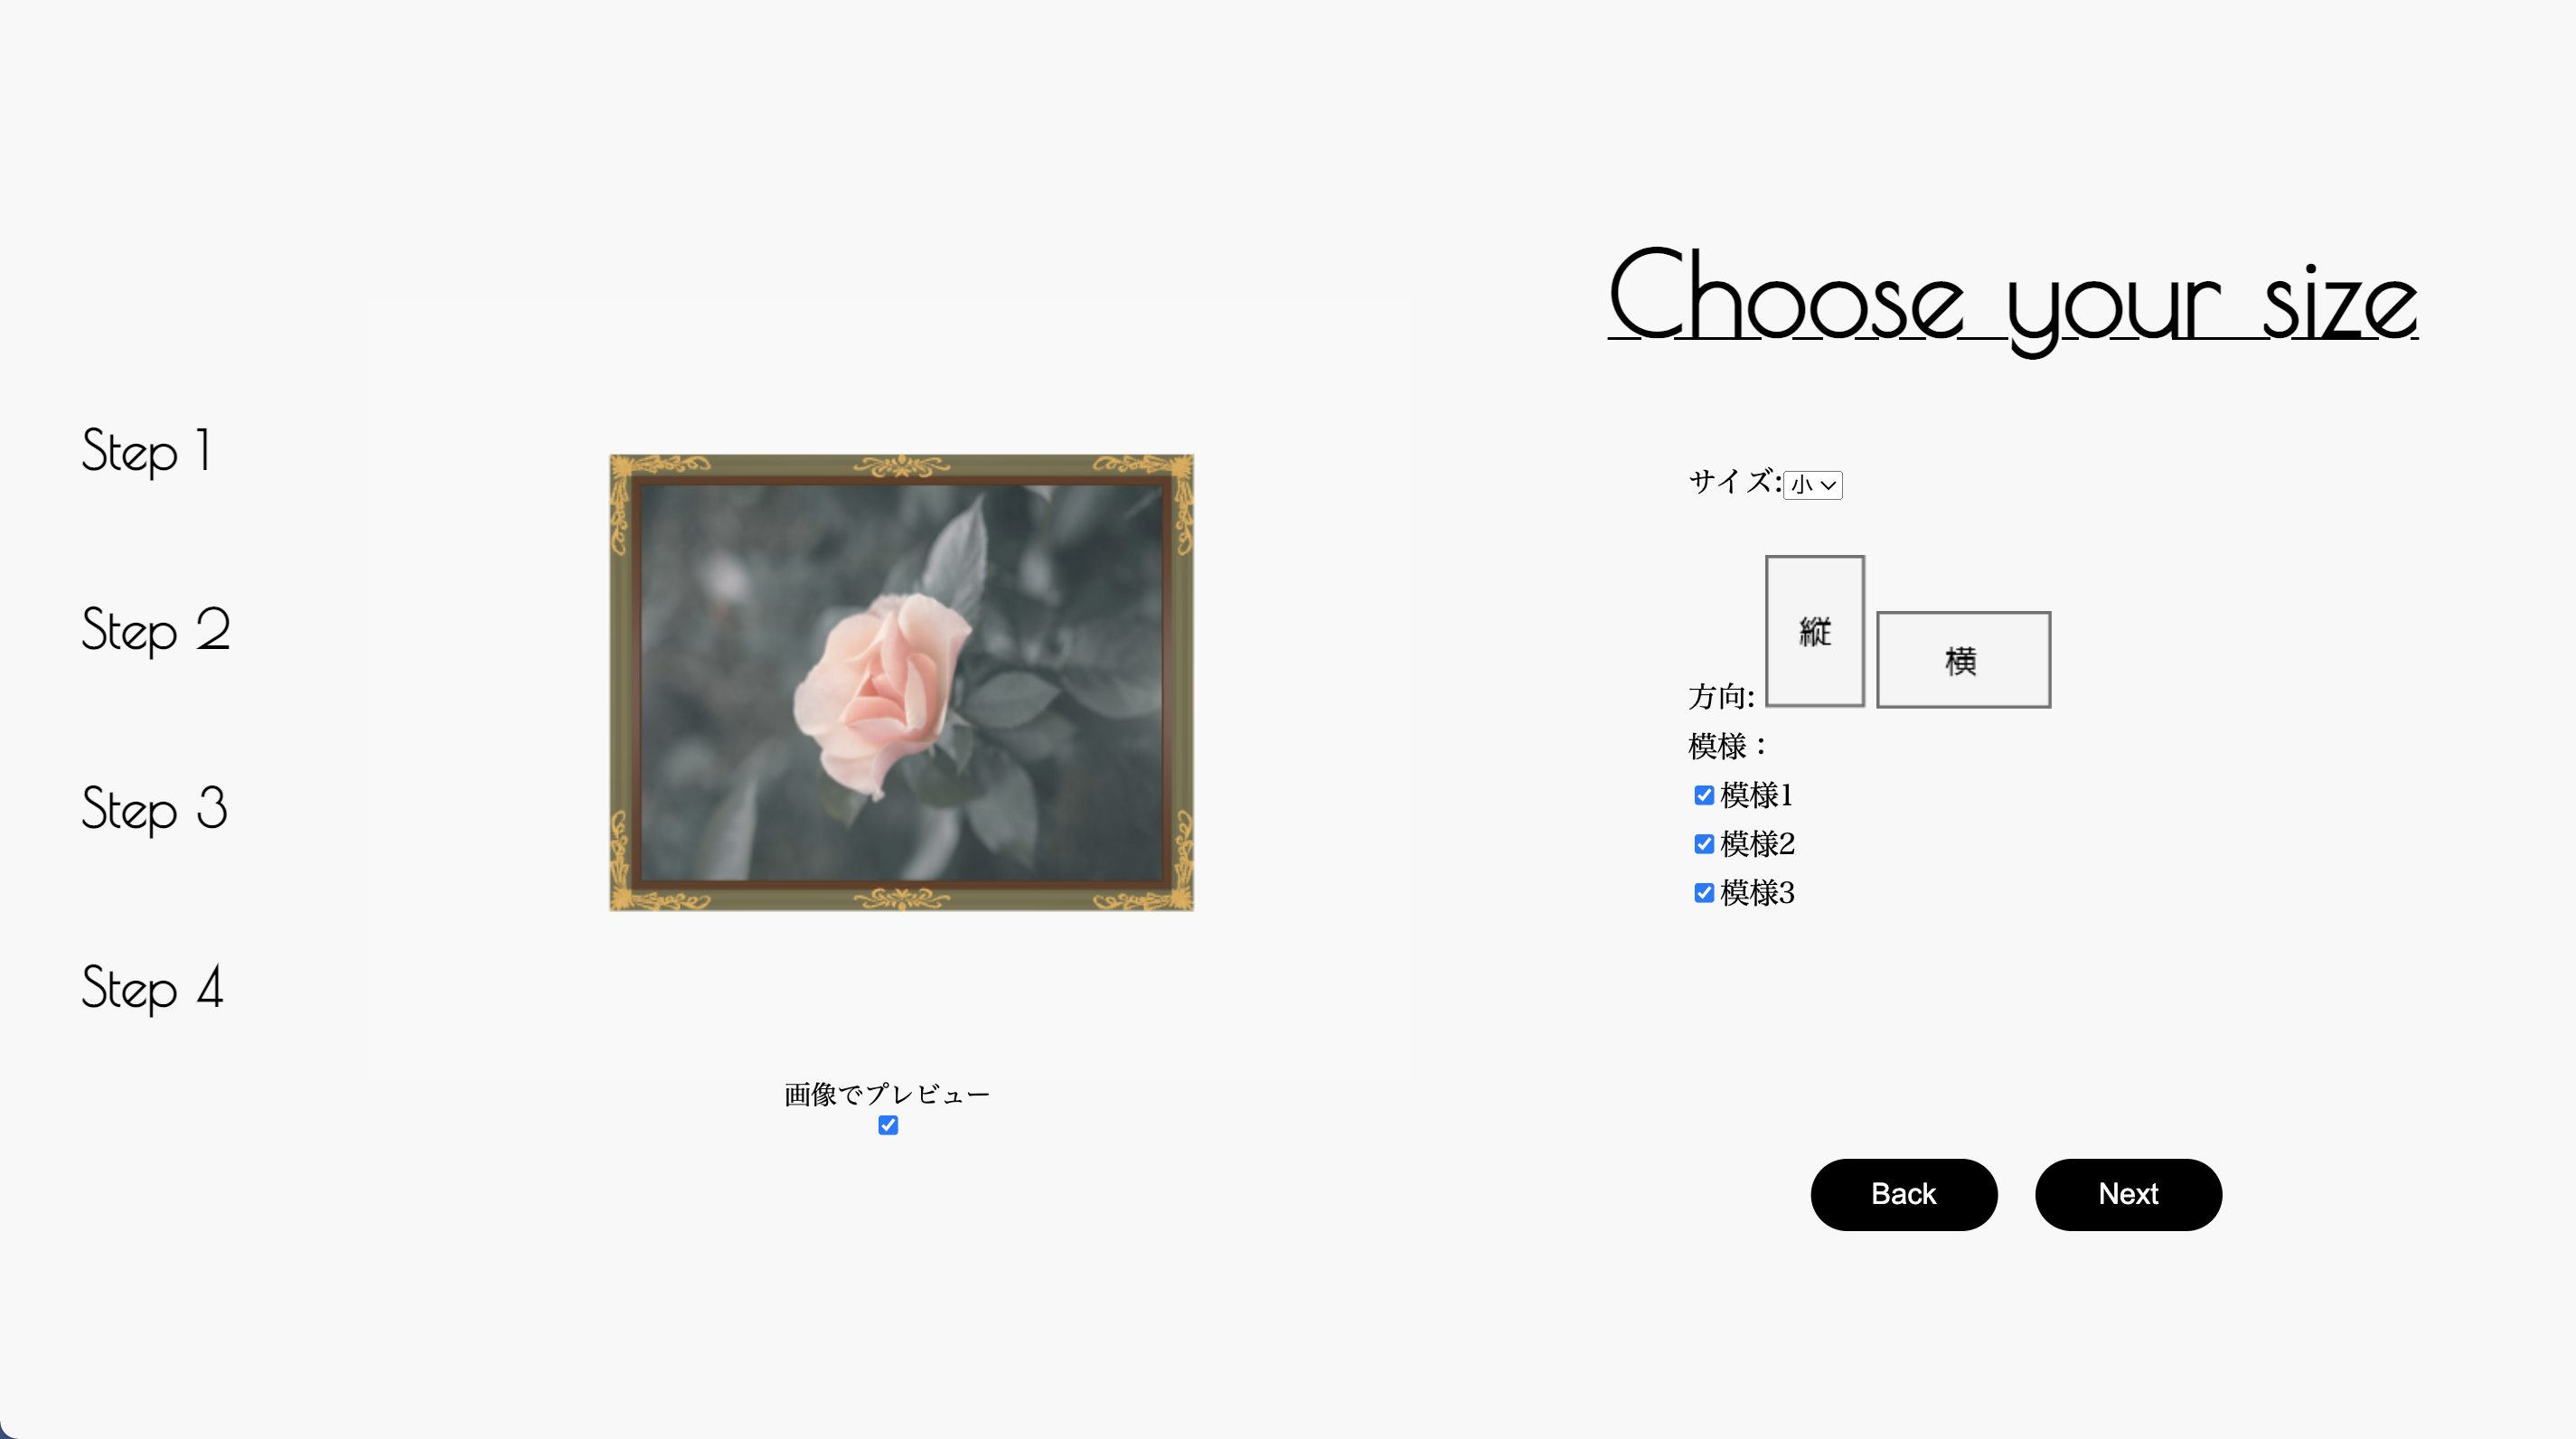 Choose your size
Step 1
Step 2
Step 3
Step 4
サイズ:小
縦
横
方向:
模様：
模様1
模様2
模様3
画像でプレビュー
Back
Next